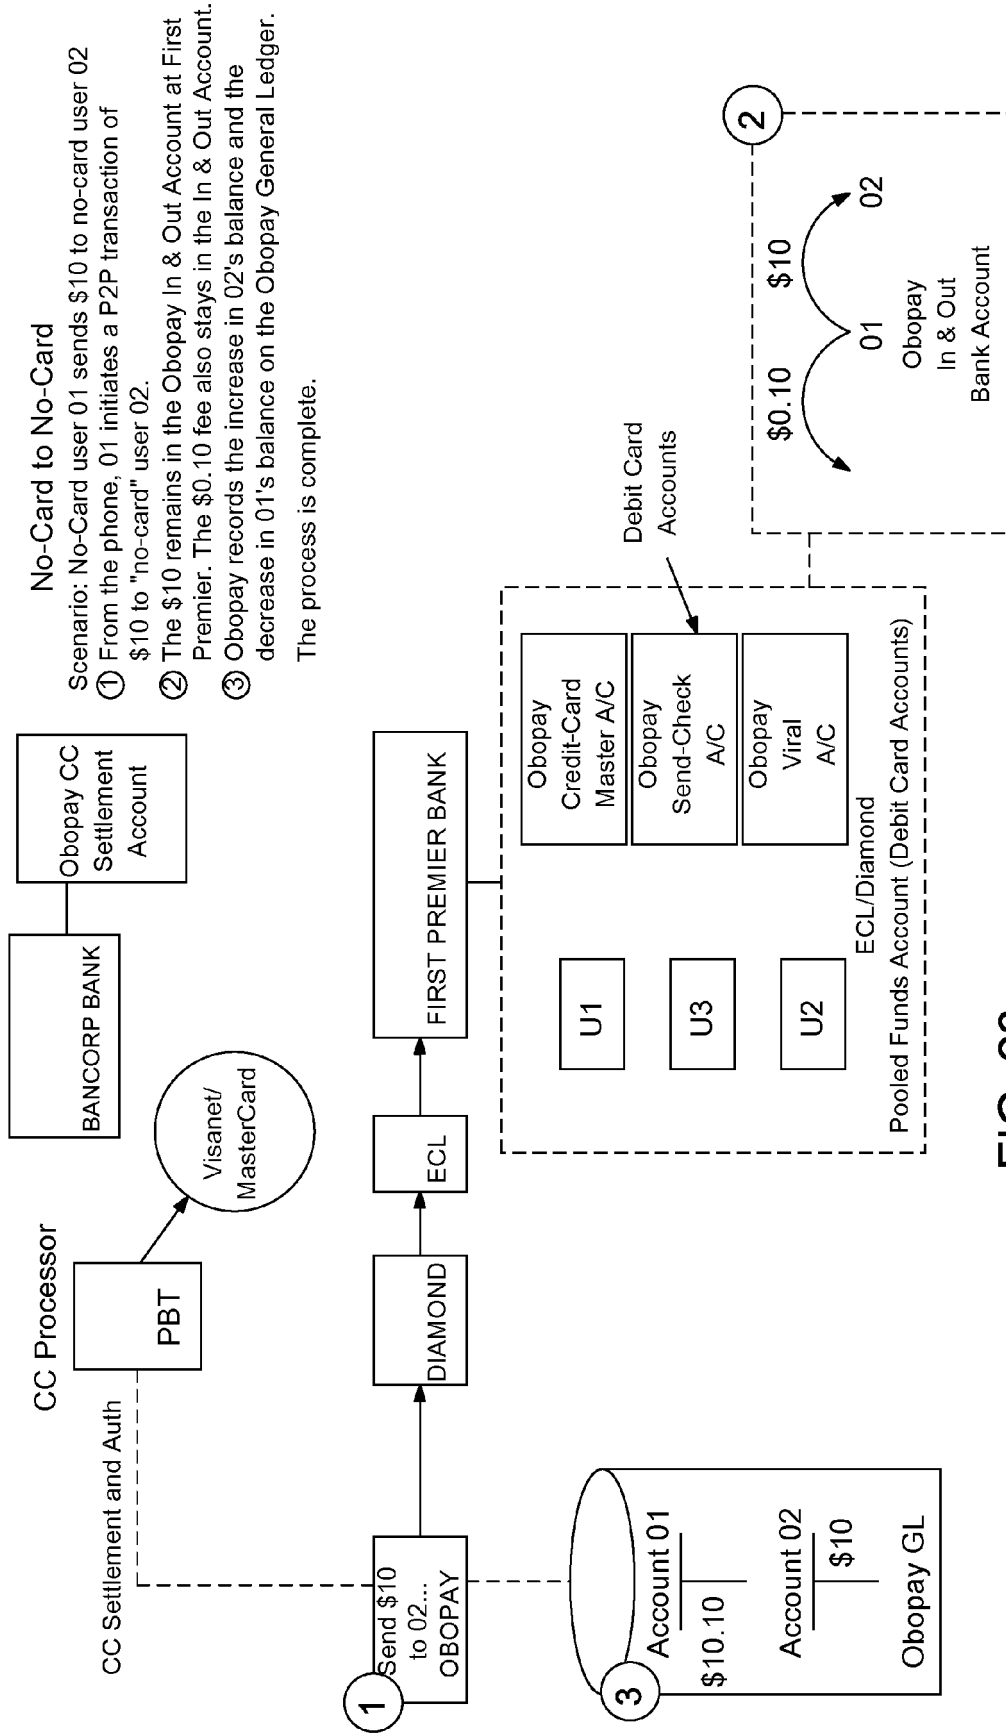 No-Card to No-Card
Scenario: No-Card user 01 sends $10 to no-card user 02
1 From the phone, 01 initiates a P2P transaction of
$10 to "no-card" user 02.
2 The $10 remains in the Obopay In & Out Account at First
Premier. The $0.10 fee also stays in the In & Out Account.
3 Obopay records the increase in 02's balance and the
decrease in 01's balance on the Obopay General Ledger.
The process is complete.
CC Processor
CC Settlement and Auth
PBT
Visanet/
MasterCard
BANCORP BANK
Obopay CC
Settlement
Account
1
Send $10
to 02...
OBOPAY
DIAMOND
ECL
FIRST PREMIER BANK
3
Account 01
$10.10
Account 02
$10
Obopay GL
U1
U3
U2
Obopay
Credit-Card
Master A/C
Obopay
Send-Check
A/C
Obopay
Viral
A/C
ECL/Diamond
Pooled Funds Account (Debit Card Accounts)
Debit Card
Accounts
2
$0.10
$10
01
02
Obopay
In & Out
Bank Account